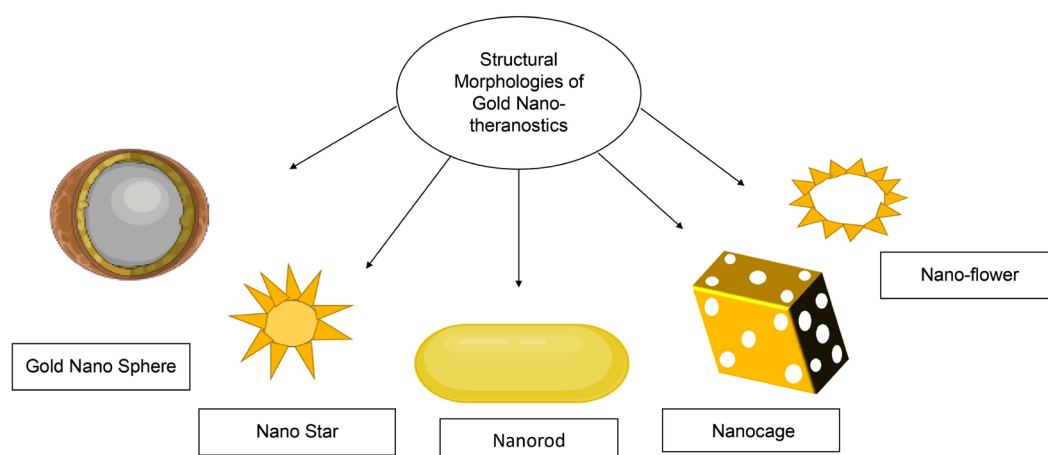 Structural
Morphologies of
Gold Nano-
theranostics
Nano-flower
Gold Nano Sphere
Nano Star
Nanorod
Nanocage